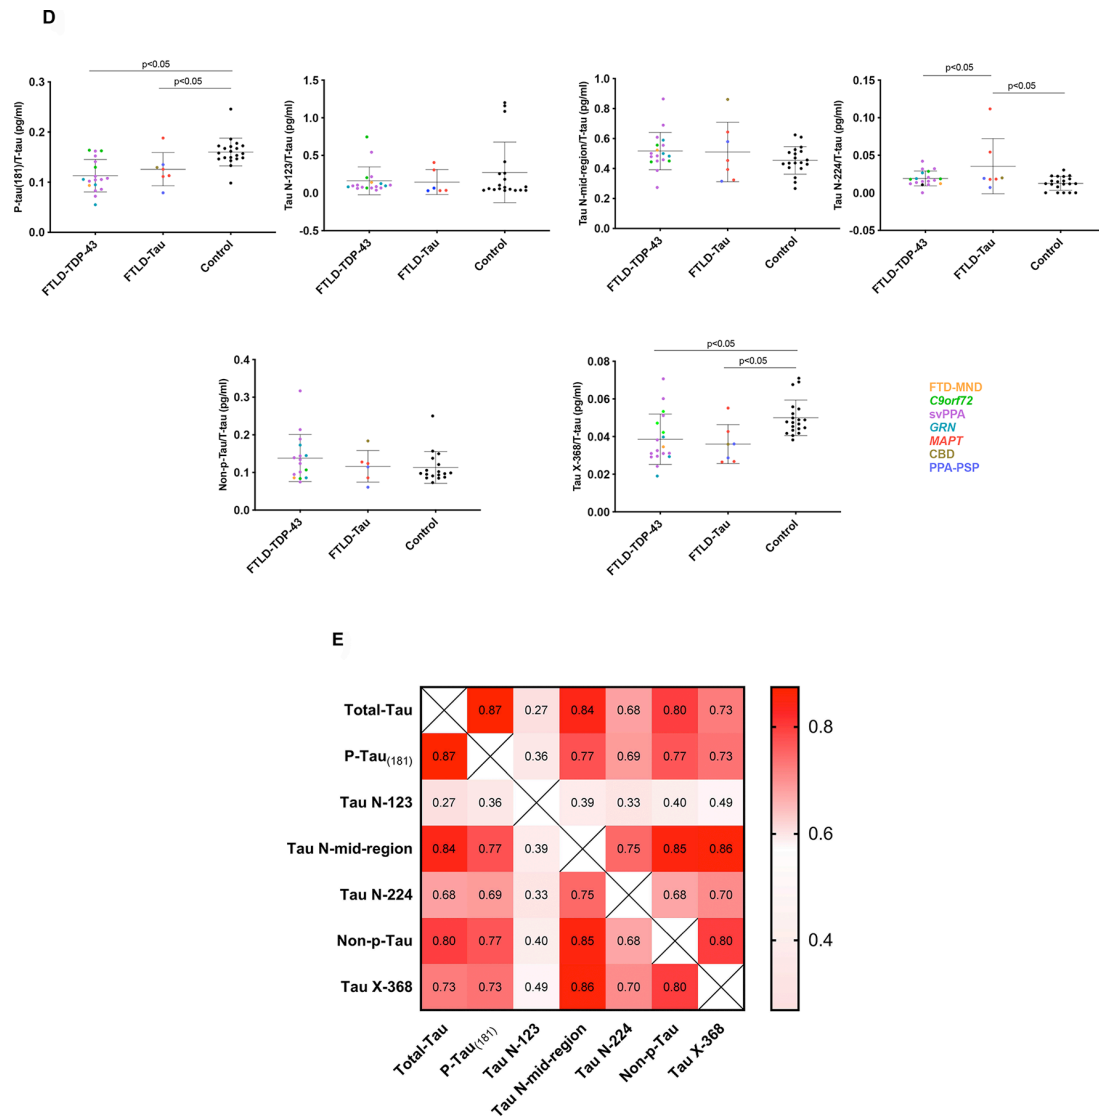 D
p<0.05
p<0.05
0.3
0.2
0.1
0.0
P-tau(181)/T-tau (pg/ml)
FTLD-TDP-43
FTLD-Tau
Control
1.5
1.0
0.5
0.0
-0.5
Tau N-123/T-tau (pg/ml)
FTLD-TDP-43
FTLD-Tau
Control
1.0
0.8
0.6
0.4
0.2
0.0
Tau N-mid-region/T-tau (pg/ml)
FTLD-TDP-43
FTLD-Tau
Control
p<0.05
p<0.05
0.15
0.10
0.05
0.00
-0.05
Tau N-224/T-tau (pg/ml)
FTLD-TDP-43
FTLD-Tau
Control
0.4
0.3
0.2
0.1
0.0
Non-p-Tau/T-tau (pg/ml)
FTLD-TDP-43
FTLD-Tau
Control
p<0.05
p<0.05
0.08
0.06
0.04
0.02
0.00
Tau X-368/T-tau (pg/ml)
FTLD-TDP-43
FTLD-Tau
Control
FTD-MND
C9orf72
svPPA
GRN
MAPT
CBD
PPA-PSP
E
Total-Tau 0.87 0.27 0.84 0.68 0.80 0.73
P-Tau(181) 0.87 0.36 0.77 0.69 0.77 0.73
Tau N-123 0.27 0.36 0.39 0.33 0.40 0.49
Tau N-mid-region 0.84 0.77 0.39 0.75 0.85 0.86
Tau N-224 0.68 0.69 0.33 0.75 0.68 0.70
Non-p-Tau 0.80 0.77 0.40 0.85 0.68 0.80
Tau X-368 0.73 0.73 0.49 0.86 0.70 0.80
Total-Tau
P-Tau(181)
Tau N-123
Tau N-mid-region
Tau N-224
Non-p-Tau
Tau X-368
0.8
0.6
0.4